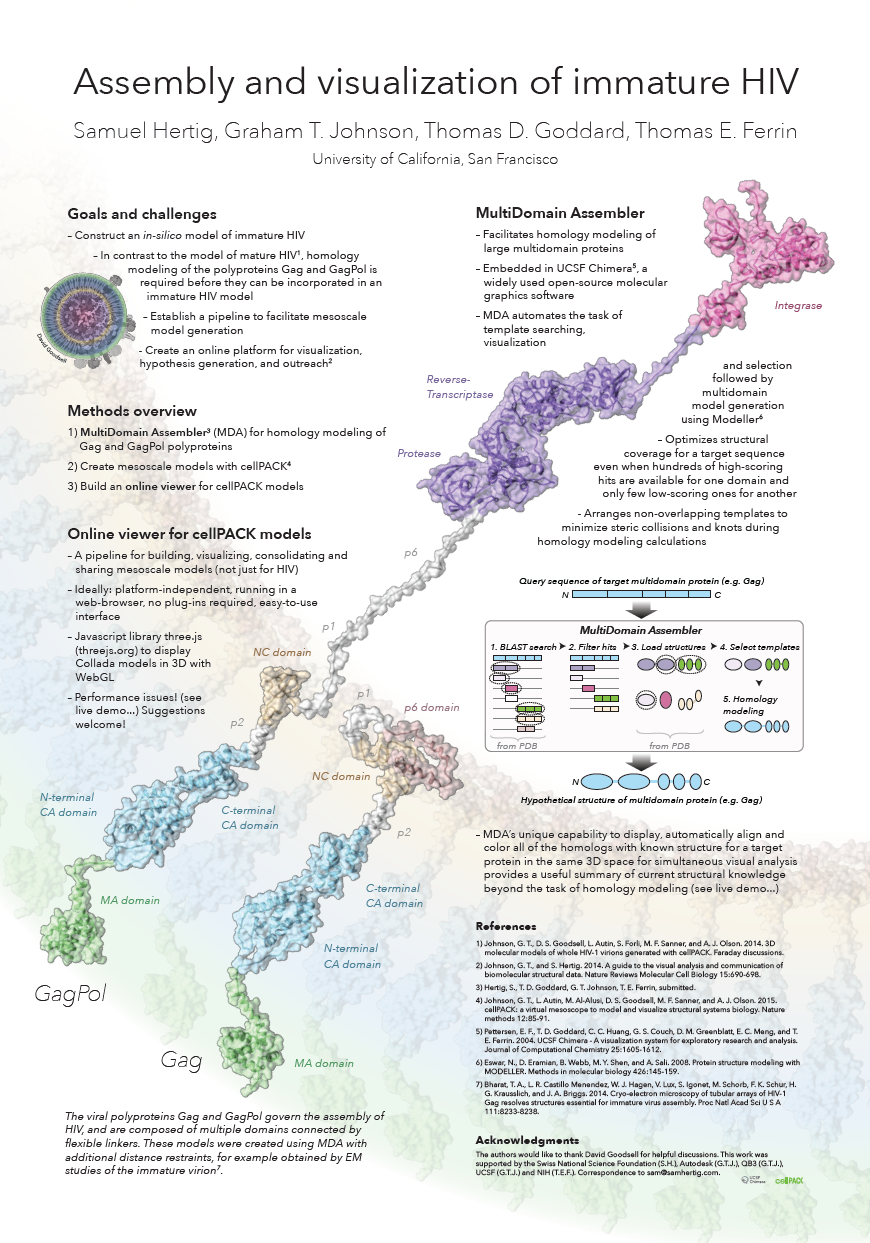 Assembly and visualization of immature HIV
Samuel Hertig, Graham T. Johnson, Thomas D. Goddard, Thomas E. Ferrin
University of California, San Francisco
Goals and challenges
– Construct an in-silico model of immature HIV
– In contrast to the model of mature HIV¹, homology
modeling of the polyproteins Gag and GagPol is
required before they can be incorporated in an
immature HIV model
– Establish a pipeline to facilitate mesoscale
model generation
- Create an online platform for visualization,
hypothesis generation, and outreach²
David Goodsell
Methods overview
1) MultiDomain Assembler³ (MDA) for homology modeling of
Gag and GagPol polyproteins
2) Create mesoscale models with cellPACK⁴
3) Build an online viewer for cellPACK models
Online viewer for cellPACK models
– A pipeline for building, visualizing, consolidating and
sharing mesoscale models (not just for HIV)
– Ideally: platform-independent, running in a
web-browser, no plug-ins required, easy-to-use
interface
– Javascript library three.js
(threejs.org) to display
Collada models in 3D with
WebGL
– Performance issues! (see
live demo...) Suggestions
welcome!
MultiDomain Assembler
– Facilitates homology modeling of
large multidomain proteins
– Embedded in UCSF Chimera⁵, a
widely used open-source molecular
graphics software
– MDA automates the task of
template searching,
visualization
and selection
followed by
multidomain
model generation
using Modeller⁶
– Optimizes structural
coverage for a target sequence
even when hundreds of high-scoring
hits are available for one domain and
only few low-scoring ones for another
- Arranges non-overlapping templates to
minimize steric collisions and knots during
homology modeling calculations
Integrase
Reverse-
Transcriptase
Protease
p6
p1
NC domain
p2
N-terminal
CA domain
C-terminal
CA domain
MA domain
GagPol
p1
p6 domain
NC domain
p2
C-terminal
CA domain
N-terminal
CA domain
Gag
MA domain
Query sequence of target multidomain protein (e.g. Gag)
N C
MultiDomain Assembler
1. BLAST search 2. Filter hits 3. Load structures 4. Select templates
5. Homology
modeling
from PDB from PDB
N C
Hypothetical structure of multidomain protein (e.g. Gag)
– MDA's unique capability to display, automatically align and
color all of the homologs with known structure for a target
protein in the same 3D space for simultaneous visual analysis
provides a useful summary of current structural knowledge
beyond the task of homology modeling (see live demo...)
References
1) Johnson, G. T., D. S. Goodsell, L. Autin, S. Forli, M. F. Sanner, and A. J. Olson. 2014. 3D
molecular models of whole HIV-1 virions generated with cellPACK. Faraday discussions.
2) Johnson, G. T., and S. Hertig. 2014. A guide to the visual analysis and communication of
biomolecular structural data. Nature Reviews Molecular Cell Biology 15:690-698.
3) Hertig, S., T. D. Goddard, G. T. Johnson, T. E. Ferrin, submitted.
4) Johnson, G. T., L. Autin, M. Al-Alusi, D. S. Goodsell, M. F. Sanner, and A. J. Olson. 2015.
cellPACK: a virtual mesoscope to model and visualize structural systems biology. Nature
methods 12:85-91.
5) Pettersen, E. F., T. D. Goddard, C. C. Huang, G. S. Couch, D. M. Greenblatt, E. C. Meng, and T.
E. Ferrin. 2004. UCSF Chimera - A visualization system for exploratory research and analysis.
Journal of Computational Chemistry 25:1605-1612.
6) Eswar, N., D. Eramian, B. Webb, M. Y. Shen, and A. Sali. 2008. Protein structure modeling with
MODELLER. Methods in molecular biology 426:145-159.
7) Bharat, T. A., L. R. Castillo Menendez, W. J. Hagen, V. Lux, S. Igonet, M. Schorb, F. K. Schur, H.
G. Krausslich, and J. A. Briggs. 2014. Cryo-electron microscopy of tubular arrays of HIV-1
Gag resolves structures essential for immature virus assembly. Proc Natl Acad Sci U S A
111:8233-8238.
The viral polyproteins Gag and GagPol govern the assembly of
HIV, and are composed of multiple domains connected by
flexible linkers. These models were created using MDA with
additional distance restraints, for example obtained by EM
studies of the immature virion⁷.
Acknowledgments
The authors would like to thank David Goodsell for helpful discussions. This work was
supported by the Swiss National Science Foundation (S.H.), Autodesk (G.T.J.), QB3 (G.T.J.),
UCSF (G.T.J.) and NIH (T.E.F.). Correspondence to sam@samhertig.com.
UCSF
Chimera
cellPACK